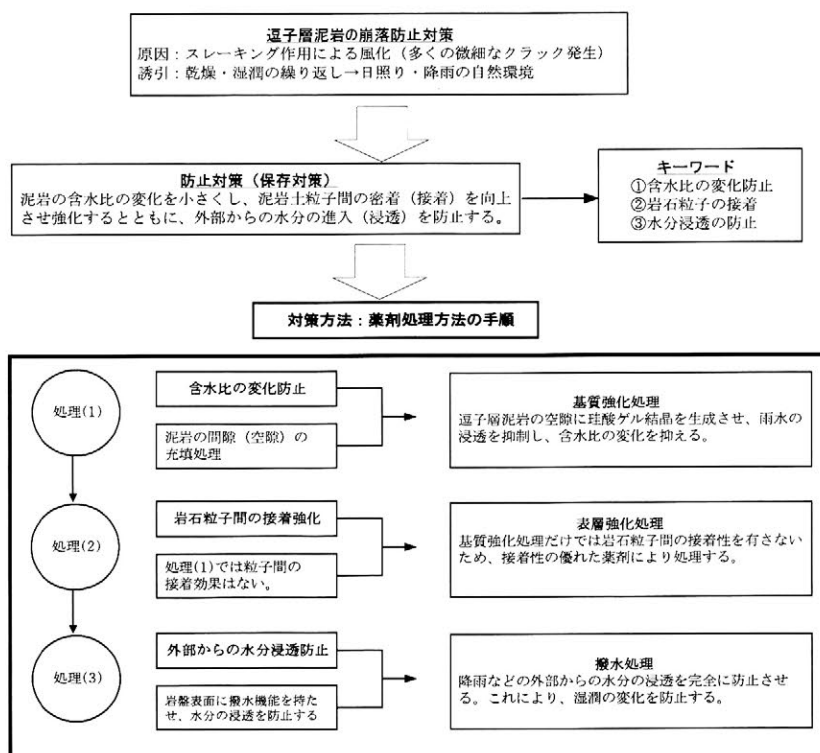 逗子層泥岩の崩落防止対策
原因：スレーキング作用による風化（多くの微細なクラック発生）
誘引：乾燥・湿潤の繰り返し→日照り・降雨の自然環境
防止対策（保存対策）
泥岩の含水比の変化を小さくし、泥岩土粒子間の密着（接着）を向上
させ強化するとともに、外部からの水分の進入（浸透）を防止する。
キーワード
①含水比の変化防止
②岩石粒子の接着
③水分浸透の防止
対策方法：薬剤処理方法の手順
処理(1)
含水比の変化防止
泥岩の間隙（空隙）の
充填処理
基質強化処理
逗子層泥岩の空隙に珪酸ゲル結晶を生成させ、雨水の
浸透を抑制し、含水比の変化を抑える。
処理(2)
岩石粒子間の接着強化
処理(1)では粒子間の
接着効果はない。
表層強化処理
基質強化処理だけでは岩石粒子間の接着性を有さない
ため、接着性の優れた薬剤により処理する。
処理(3)
外部からの水分浸透防止
岩盤表面に撥水機能を持た
せ、水分の浸透を防止する
撥水処理
降雨などの外部からの水分の浸透を完全に防止させ
る。これにより、湿潤の変化を防止する。